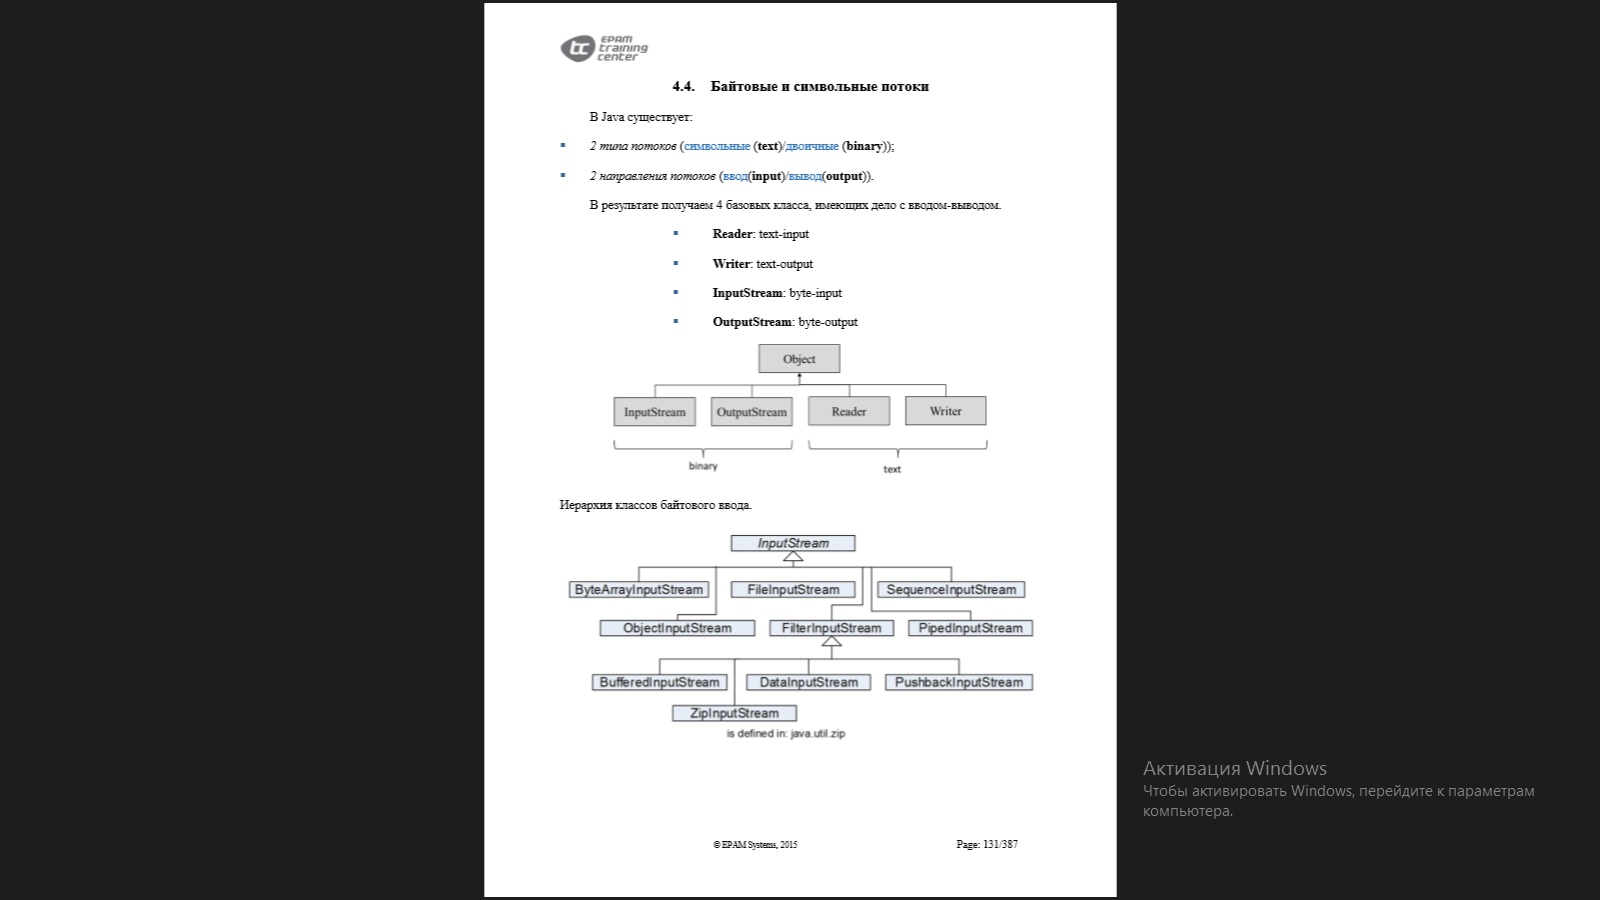 tc
EPAM
training
center
4.4. Байтовые и символьные потоки
В Java существует:
▪ 2 типа потоков (символьные (text)/двоичные (binary));
▪ 2 направления потоков (ввод(input)/вывод(output)).
В результате получаем 4 базовых класса, имеющих дело с вводом-выводом.
▪ Reader: text-input
▪ Writer: text-output
▪ InputStream: byte-input
▪ OutputStream: byte-output
Object
InputStream OutputStream Reader Writer
binary text
Иерархия классов байтового ввода.
InputStream
ByteArrayInputStream FileInputStream SequenceInputStream
ObjectInputStream FilterInputStream PipedInputStream
BufferedInputStream DataInputStream PushbackInputStream
ZipInputStream
is defined in: java.util.zip
Активация Windows
Чтобы активировать Windows, перейдите к параметрам
компьютера.
© EPAM Systems, 2015 Page: 131/387